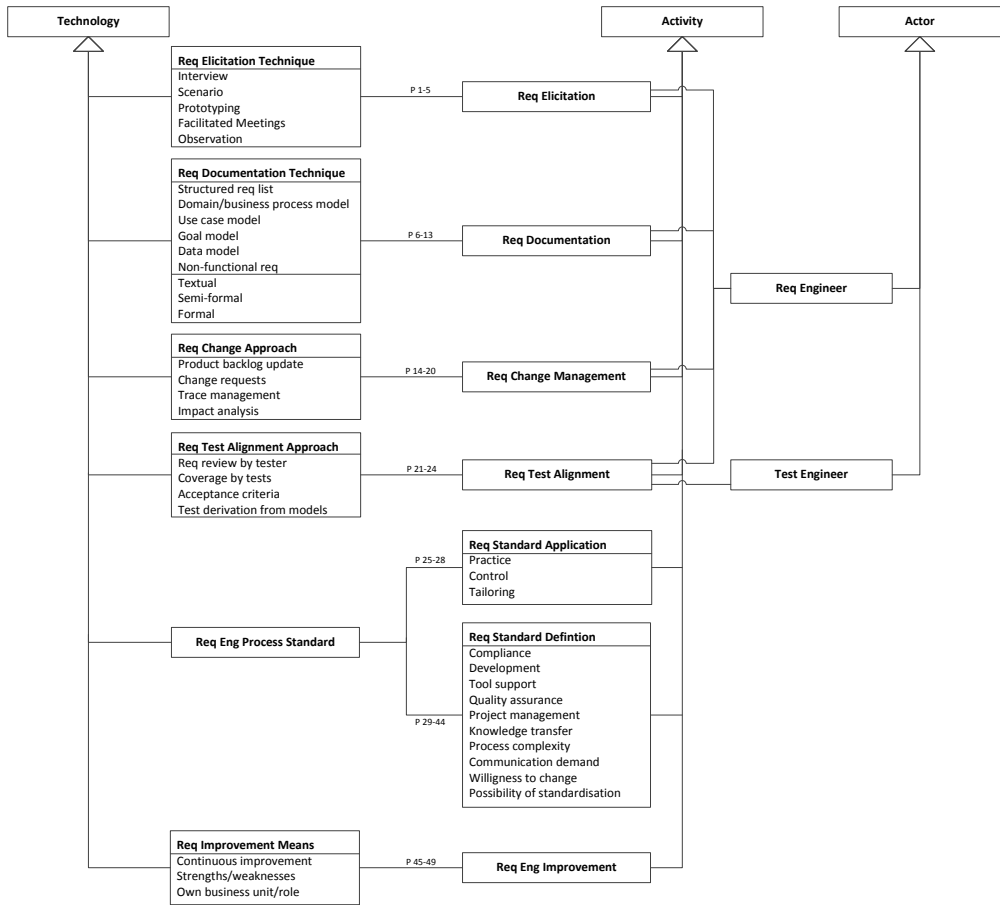 Technology
Activity
Actor
Req Elicitation Technique
Interview
Scenario
Prototyping
Facilitated Meetings
Observation
P 1-5
Req Elicitation
Req Documentation Technique
Structured req list
Domain/business process model
Use case model
Goal model
Data model
Non-functional req
Textual
Semi-formal
Formal
P 6-13
Req Documentation
Req Engineer
Req Change Approach
Product backlog update
Change requests
Trace management
Impact analysis
P 14-20
Req Change Management
Req Test Alignment Approach
Req review by tester
Coverage by tests
Acceptance criteria
Test derivation from models
P 21-24
Req Test Alignment
Test Engineer
Req Eng Process Standard
P 25-28
Req Standard Application
Practice
Control
Tailoring
P 29-44
Req Standard Defintion
Compliance
Development
Tool support
Quality assurance
Project management
Knowledge transfer
Process complexity
Communication demand
Willigness to change
Possibility of standardisation
Req Improvement Means
Continuous improvement
Strengths/weaknesses
Own business unit/role
P 45-49
Req Eng Improvement